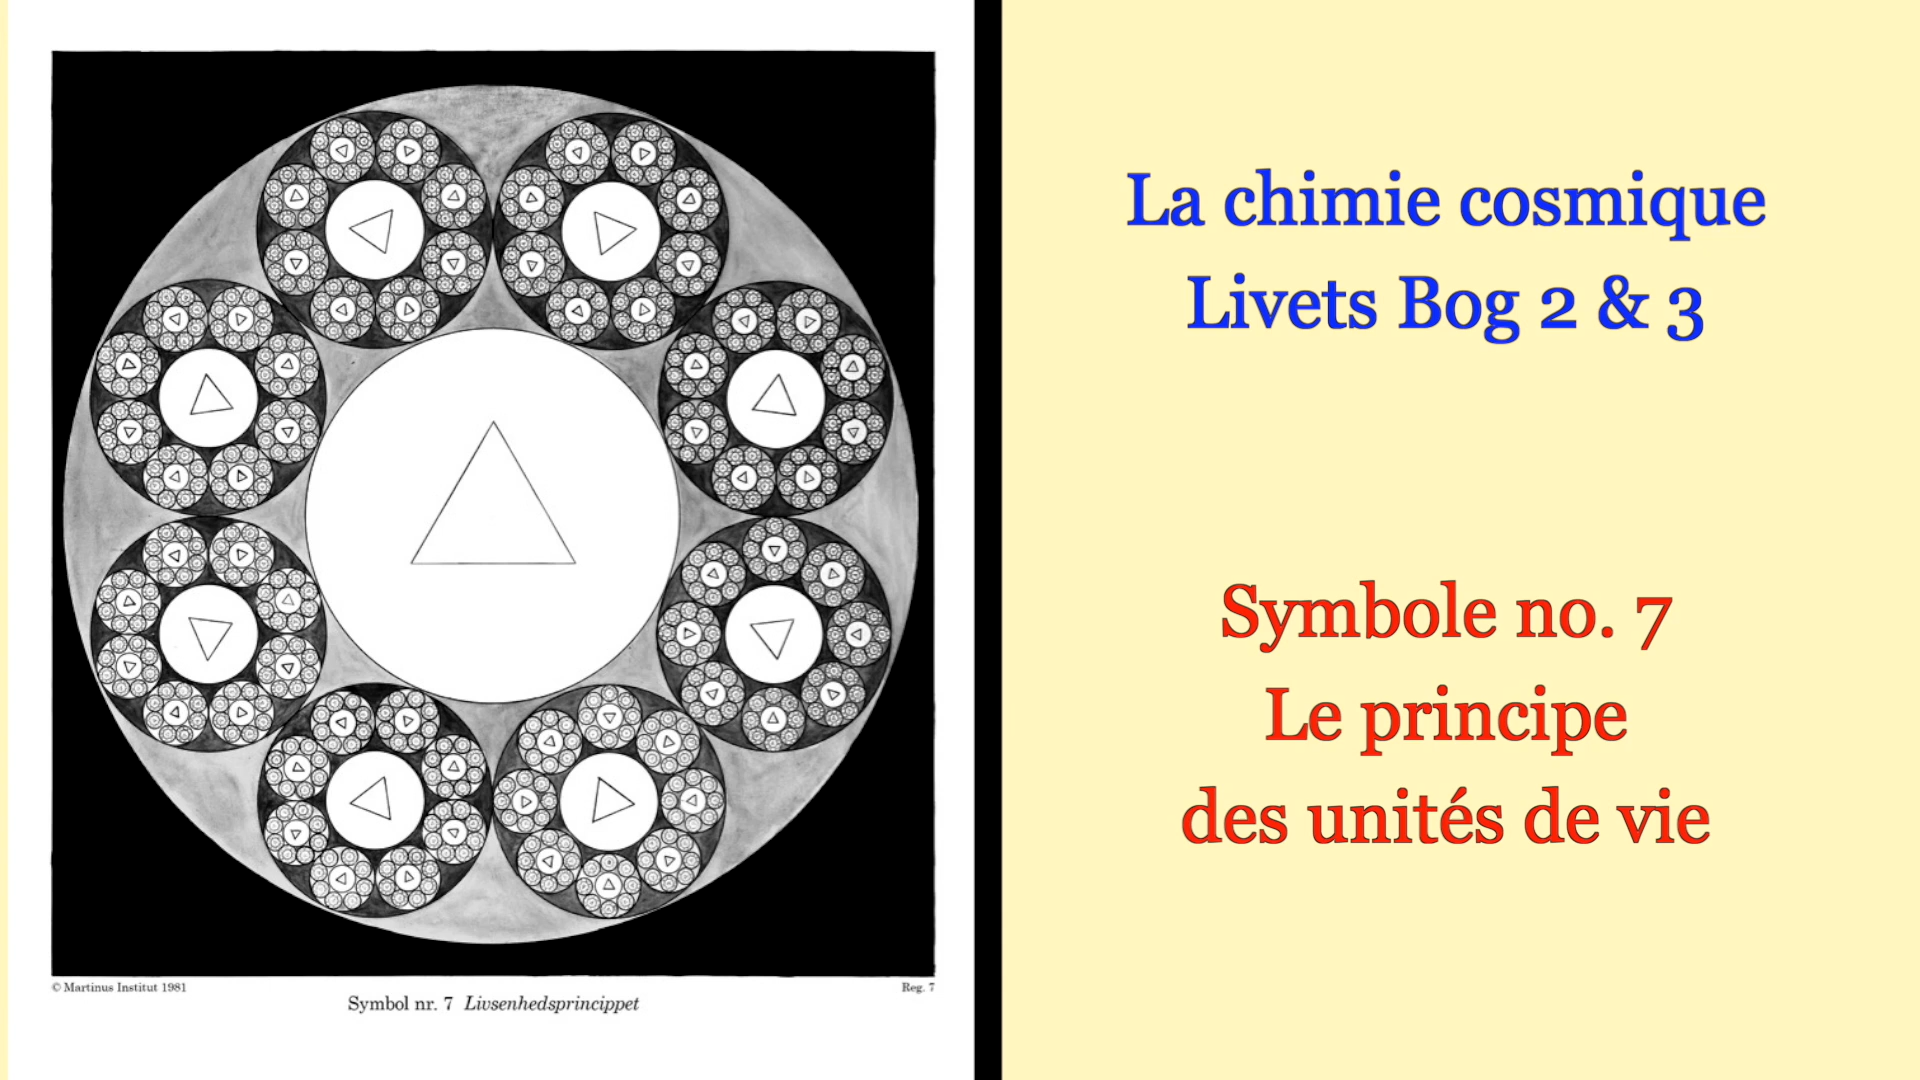 © Martinus Institut 1981
Reg. 7
Symbol nr. 7 Livsenhedsprincippet
La chimie cosmique
Livets Bog 2 & 3
Symbole no. 7
Le principe
des unités de vie